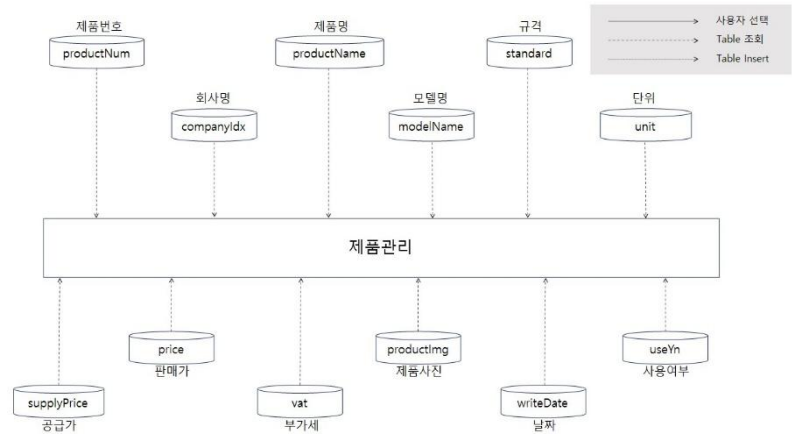 제품번호
productNum
제품명
productName
규격
standard
사용자 선택
Table 조회
Table Insert
회사명
companyIdx
모델명
modelName
단위
unit
제품관리
price
판매가
productImg
제품사진
useYn
사용여부
supplyPrice
공급가
vat
부가세
writeDate
날짜